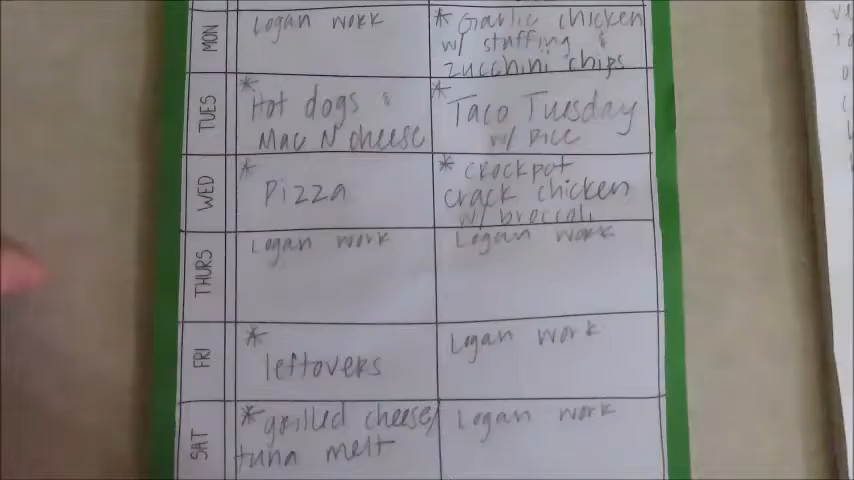 MON
Logan work
* Garlic chicken
w/ stuffing &
zucchini chips
TUES
*
Hot dogs &
Mac N' cheese
*
Taco Tuesday
w/ Rice
WED
*
Pizza
* crockpot
crack chicken
w/ broccoli
THURS
Logan work
Logan work
FRI
*
leftovers
Logan work
SAT
* grilled cheese/
tuna melt
Logan work